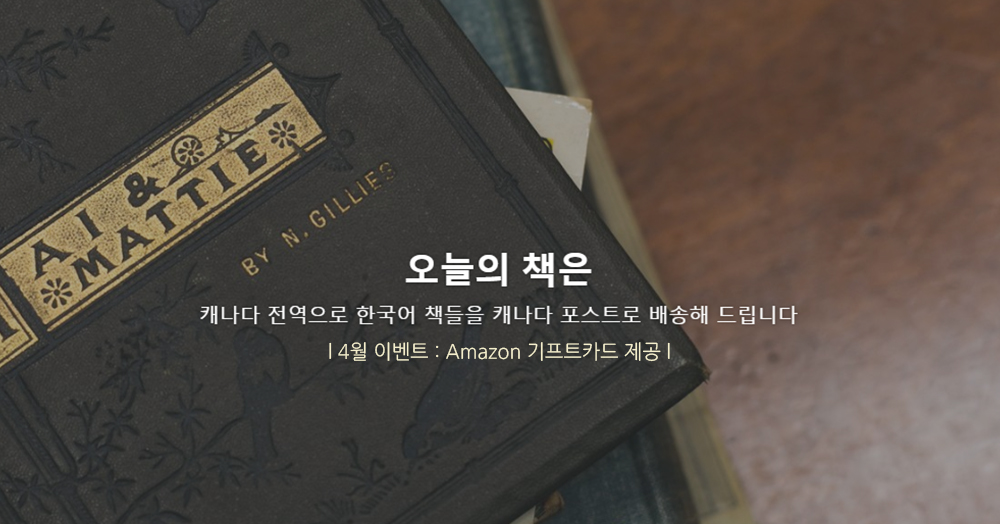 AI &
MATTIE
BY N. GILLIES
오늘의 책은
캐나다 전역으로 한국어 책들을 캐나다 포스트로 배송해 드립니다
l 4월 이벤트 : Amazon 기프트카드 제공 l